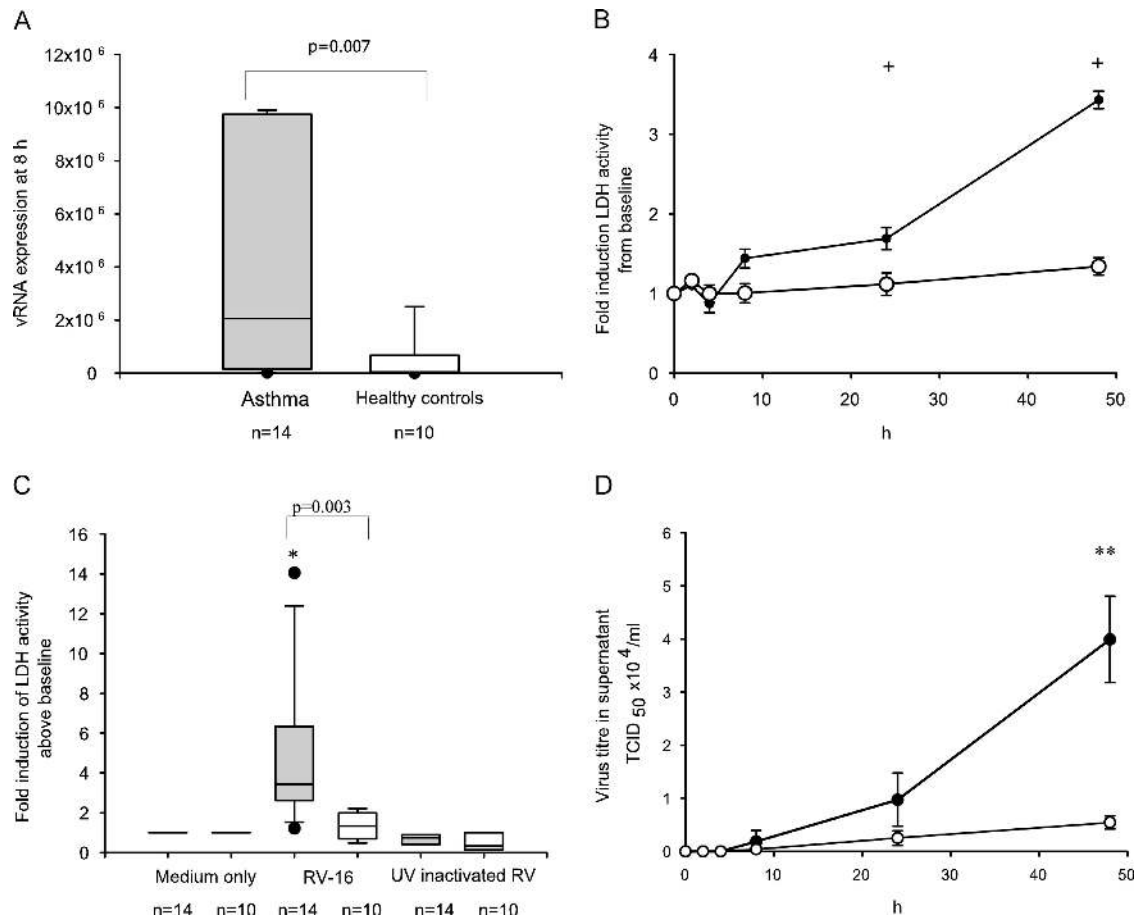 A
p=0.007
12x10 6
10x10 6
8x10 6
6x10 6
4x10 6
2x10 6
0
vRNA expression at 8 h
Asthma
Healthy controls
n=14
n=10
B
4
3
2
1
0
Fold induction LDH activity
from baseline
+
+
0
10
20
30
40
50
h
C
p=0.003
*
16
14
12
10
8
6
4
2
0
Fold induction of LDH activity
above baseline
Medium only
RV-16
UV inactivated RV
n=14
n=10
n=14
n=10
n=14
n=10
D
6
5
4
3
2
1
0
Virus titre in supernatant
TCID 50 x10 4/ml
**
0
10
20
30
40
50
h